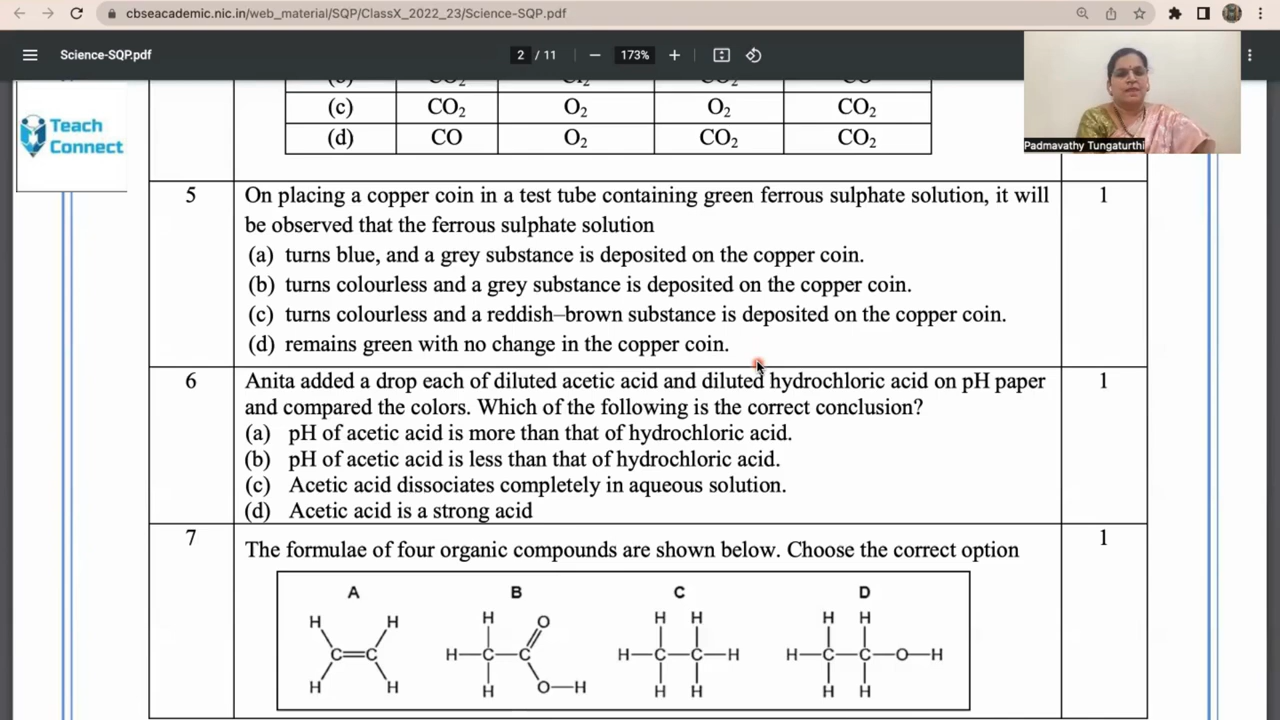 cbseacademic.nic.in/web_material/SQP/ClassX_2022_23/Science-SQP.pdf
Science-SQP.pdf
2 / 11
173%
Teach
Connect
Padmavathy Tungaturthi
(c) CO₂ O₂ O₂ CO₂
(d) CO O₂ CO₂ CO₂
5 On placing a copper coin in a test tube containing green ferrous sulphate solution, it will 1
be observed that the ferrous sulphate solution
(a) turns blue, and a grey substance is deposited on the copper coin.
(b) turns colourless and a grey substance is deposited on the copper coin.
(c) turns colourless and a reddish–brown substance is deposited on the copper coin.
(d) remains green with no change in the copper coin.
6 Anita added a drop each of diluted acetic acid and diluted hydrochloric acid on pH paper 1
and compared the colors. Which of the following is the correct conclusion?
(a) pH of acetic acid is more than that of hydrochloric acid.
(b) pH of acetic acid is less than that of hydrochloric acid.
(c) Acetic acid dissociates completely in aqueous solution.
(d) Acetic acid is a strong acid
7 The formulae of four organic compounds are shown below. Choose the correct option 1
A B C D
H H H O H H H H
C=C H—C—C H—C—C—H H—C—C—O—H
H H H O—H H H H H